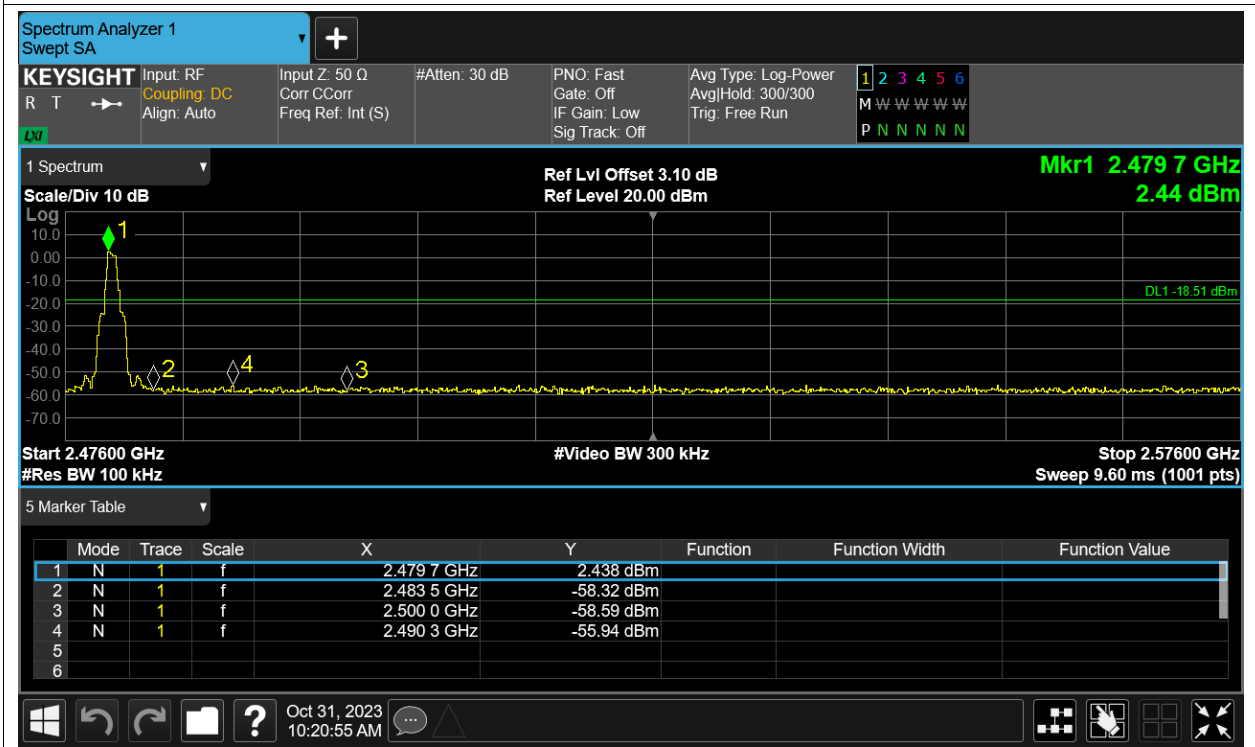 Spectrum Analyzer 1
Swept SA
KEYSIGHT
R T
LXI
Input: RF
Coupling: DC
Align: Auto
Input Z: 50 Ω
Corr CCorr
Freq Ref: Int (S)
#Atten: 30 dB
PNO: Fast
Gate: Off
IF Gain: Low
Sig Track: Off
Avg Type: Log-Power
Avg|Hold: 300/300
Trig: Free Run
1 2 3 4 5 6
M W W W W W
P N N N N N
1 Spectrum
Scale/Div 10 dB
Ref Lvl Offset 3.10 dB
Ref Level 20.00 dBm
Mkr1 2.479 7 GHz
2.44 dBm
Log
10.0
0.00
-10.0
-20.0
-30.0
-40.0
-50.0
-60.0
-70.0
1
2
4
3
DL1 -18.51 dBm
Start 2.47600 GHz
#Video BW 300 kHz
Stop 2.57600 GHz
#Res BW 100 kHz
Sweep 9.60 ms (1001 pts)
5 Marker Table
Mode Trace Scale X Y Function Function Width Function Value
1 N 1 f 2.479 7 GHz 2.438 dBm
2 N 1 f 2.483 5 GHz -58.32 dBm
3 N 1 f 2.500 0 GHz -58.59 dBm
4 N 1 f 2.490 3 GHz -55.94 dBm
5
6
?
Oct 31, 2023
10:20:55 AM